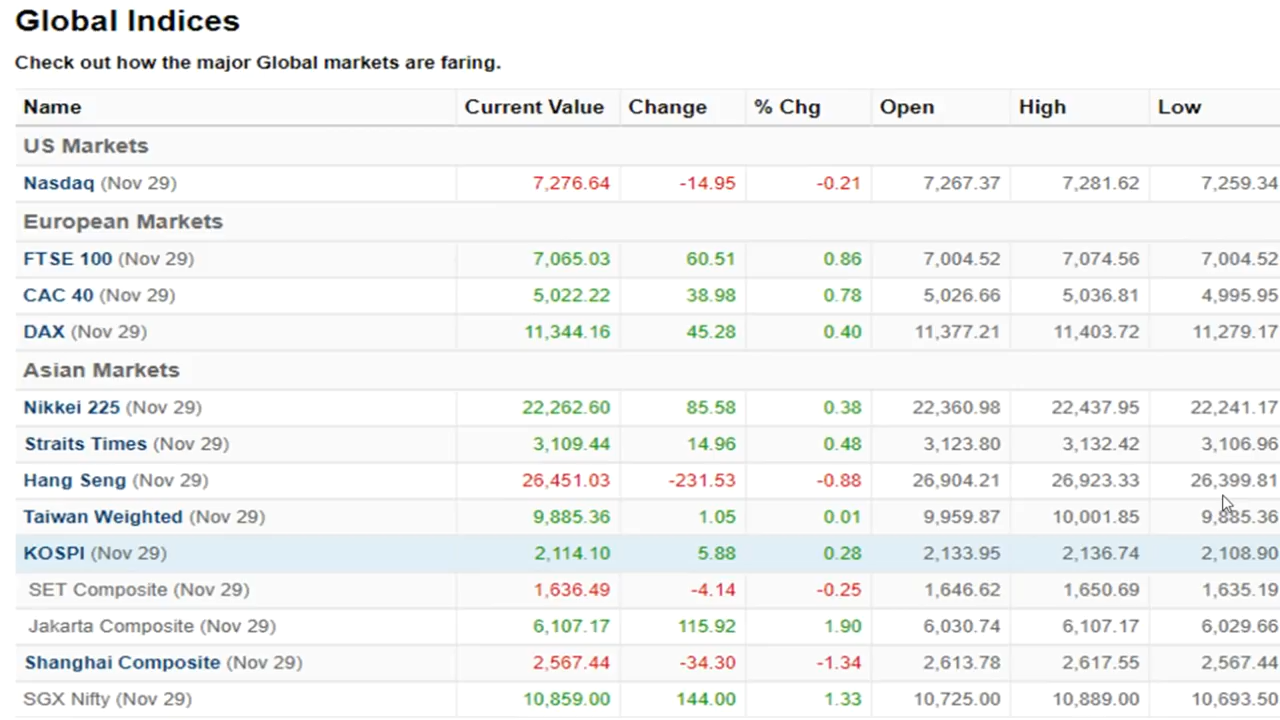 Global Indices
Check out how the major Global markets are faring.
Name Current Value Change % Chg Open High Low
US Markets
Nasdaq (Nov 29) 7,276.64 -14.95 -0.21 7,267.37 7,281.62 7,259.34
European Markets
FTSE 100 (Nov 29) 7,065.03 60.51 0.86 7,004.52 7,074.56 7,004.52
CAC 40 (Nov 29) 5,022.22 38.98 0.78 5,026.66 5,036.81 4,995.95
DAX (Nov 29) 11,344.16 45.28 0.40 11,377.21 11,403.72 11,279.17
Asian Markets
Nikkei 225 (Nov 29) 22,262.60 85.58 0.38 22,360.98 22,437.95 22,241.17
Straits Times (Nov 29) 3,109.44 14.96 0.48 3,123.80 3,132.42 3,106.96
Hang Seng (Nov 29) 26,451.03 -231.53 -0.88 26,904.21 26,923.33 26,399.81
Taiwan Weighted (Nov 29) 9,885.36 1.05 0.01 9,959.87 10,001.85 9,885.36
KOSPI (Nov 29) 2,114.10 5.88 0.28 2,133.95 2,136.74 2,108.90
SET Composite (Nov 29) 1,636.49 -4.14 -0.25 1,646.62 1,650.69 1,635.19
Jakarta Composite (Nov 29) 6,107.17 115.92 1.90 6,030.74 6,107.17 6,029.66
Shanghai Composite (Nov 29) 2,567.44 -34.30 -1.34 2,613.78 2,617.55 2,567.44
SGX Nifty (Nov 29) 10,859.00 144.00 1.33 10,725.00 10,889.00 10,693.50